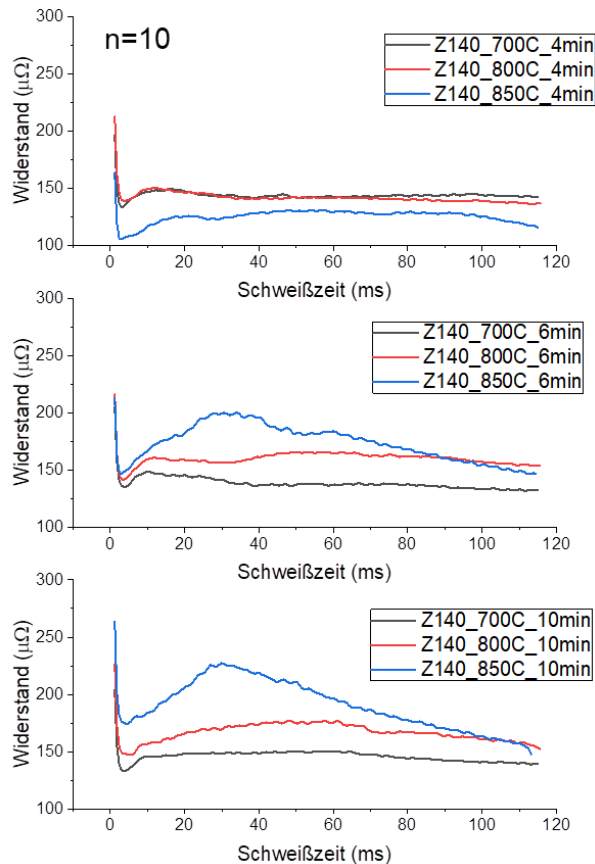 n=10
Z140_700C_4min
Z140_800C_4min
Z140_850C_4min
Widerstand (μΩ)
300
250
200
150
100
0 20 40 60 80 100 120
Schweißzeit (ms)
Z140_700C_6min
Z140_800C_6min
Z140_850C_6min
Widerstand (μΩ)
300
250
200
150
100
0 20 40 60 80 100 120
Schweißzeit (ms)
Z140_700C_10min
Z140_800C_10min
Z140_850C_10min
Widerstand (μΩ)
300
250
200
150
100
0 20 40 60 80 100 120
Schweißzeit (ms)